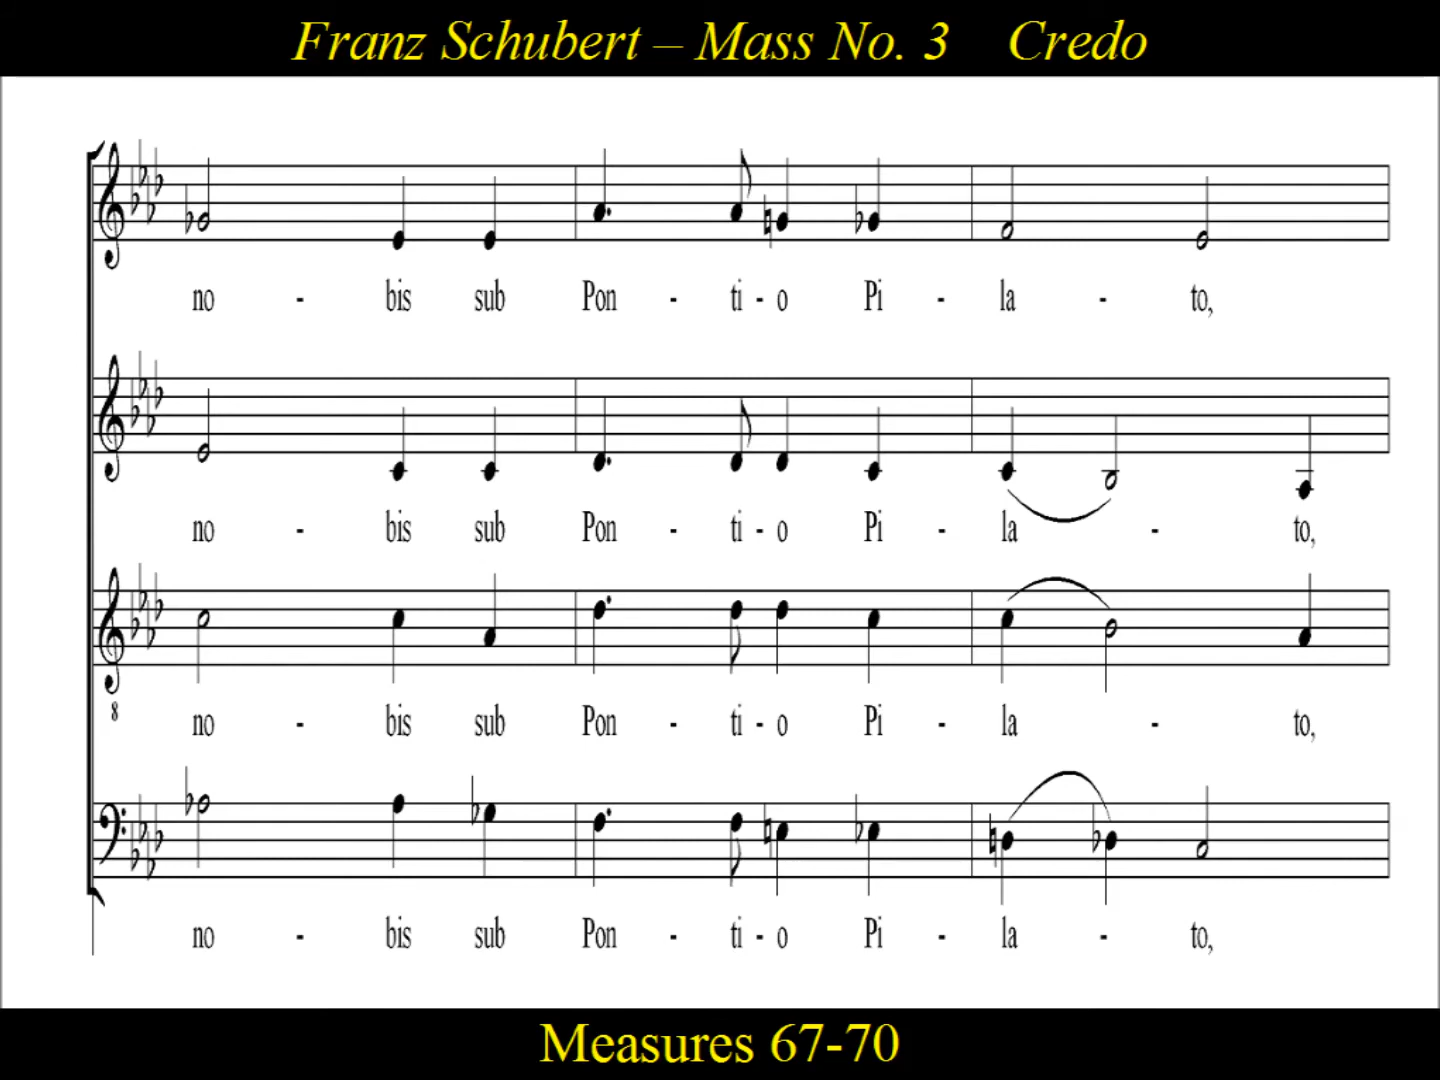 Franz Schubert – Mass No. 3 Credo
no - bis sub Pon - ti - o Pi - la - to,
no - bis sub Pon - ti - o Pi - la - to,
8
no - bis sub Pon - ti - o Pi - la - to,
no - bis sub Pon - ti - o Pi - la - to,
Measures 67-70